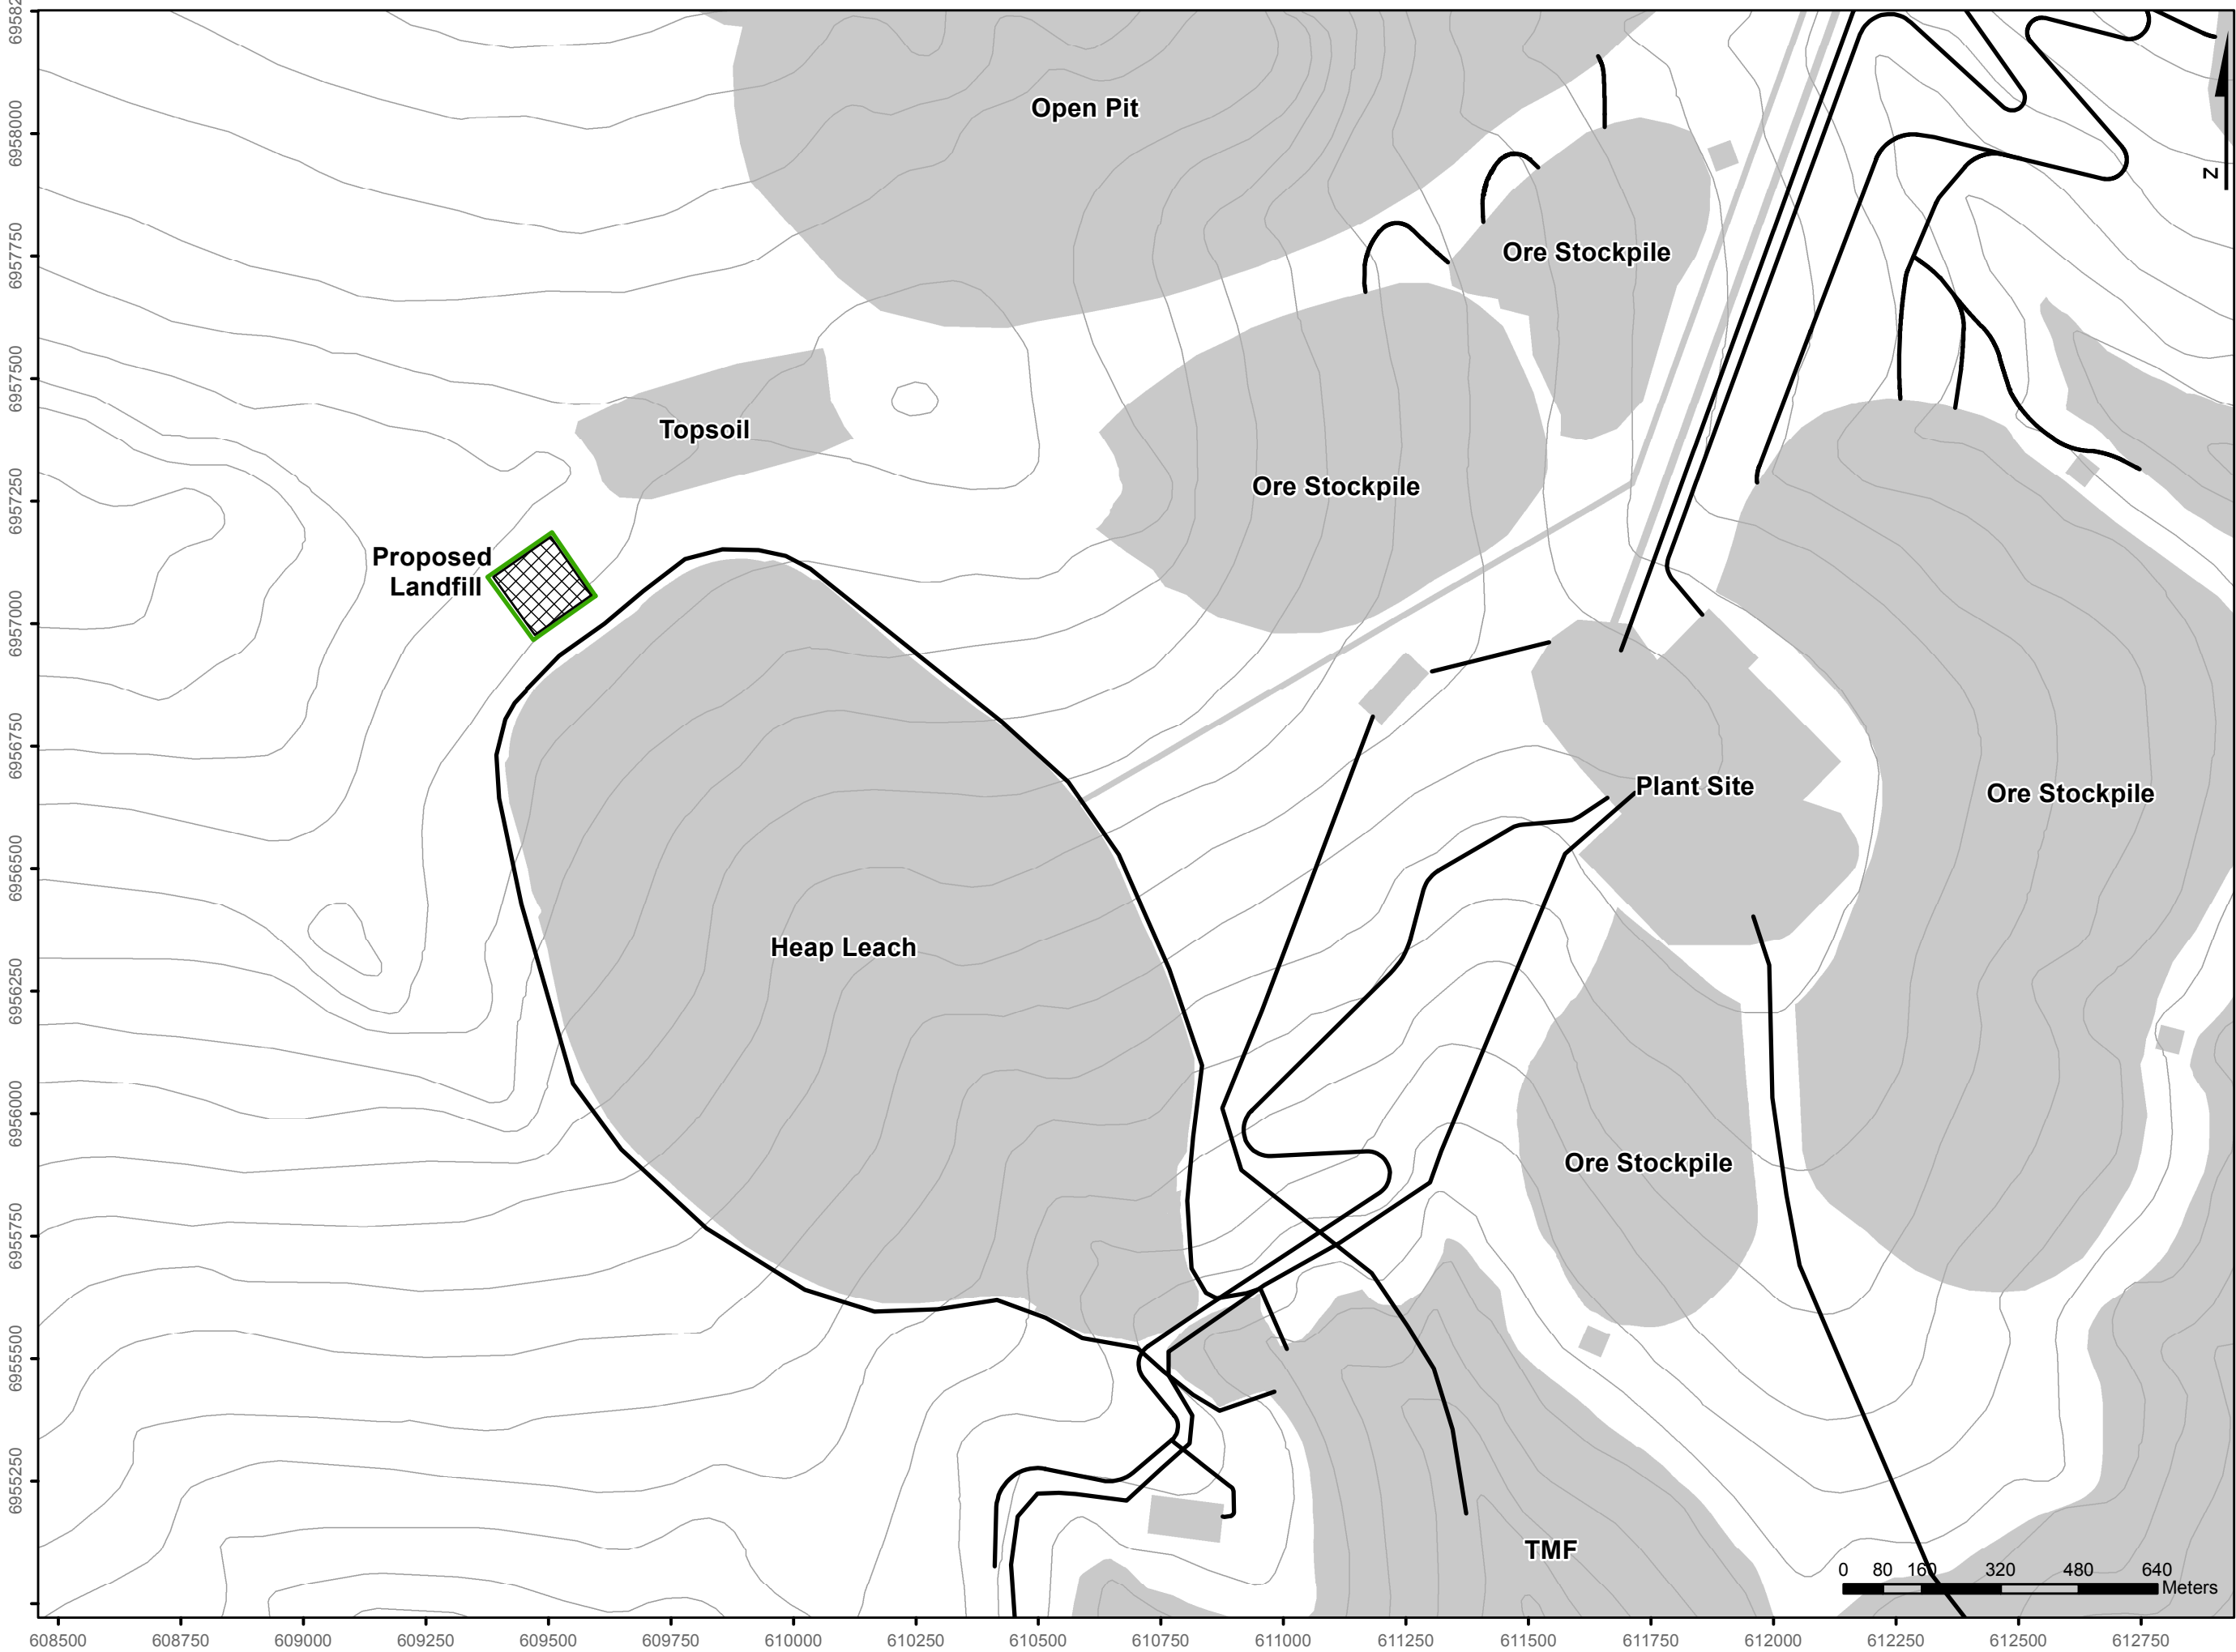 Open Pit
N
Ore Stockpile
Topsoil
Ore Stockpile
Proposed
Landfill
Plant Site
Ore Stockpile
Heap Leach
Ore Stockpile
TMF
0 80 160 320 480 640
Meters
6958000
6957750
6957500
6957250
6957000
6956750
6956500
6956250
6956000
6955750
6955500
6955250
608500 608750 609000 609250 609500 609750 610000 610250 610500 610750 611000 611250 611500 611750 612000 612250 612500 612750